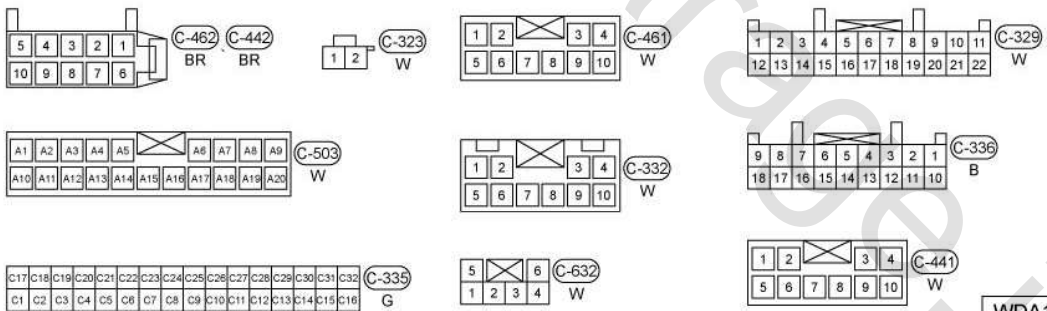 5 4 3 2 1
10 9 8 7 6
C-462 、 C-442
BR BR
1 2
C-323
W
1 2 3 4
5 6 7 8 9 10
C-461
W
1 2 3 4 5 6 7 8 9 10 11
12 13 14 15 16 17 18 19 20 21 22
C-329
W
A1 A2 A3 A4 A5 A6 A7 A8 A9
A10 A11 A12 A13 A14 A15 A16 A17 A18 A19 A20
C-503
W
1 2 3 4
5 6 7 8 9 10
C-332
W
9 8 7 6 5 4 3 2 1
18 17 16 15 14 13 12 11 10
C-336
B
C17 C18 C19 C20 C21 C22 C23 C24 C25 C26 C27 C28 C29 C30 C31 C32
C1 C2 C3 C4 C5 C6 C7 C8 C9 C10 C11 C12 C13 C14 C15 C16
C-335
G
5 6
1 2 3 4
C-632
W
1 2 3 4
5 6 7 8 9 10
C-441
W